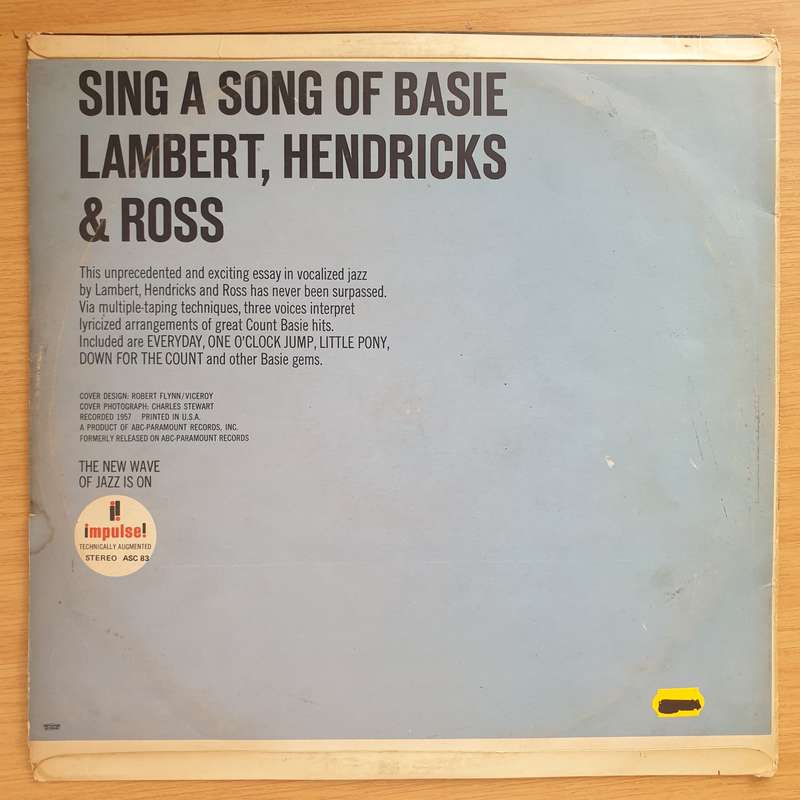 SING A SONG OF BASIE
LAMBERT, HENDRICKS
& ROSS
This unprecedented and exciting essay in vocalized jazz
by Lambert, Hendricks and Ross has never been surpassed.
Via multiple-taping techniques, three voices interpret
lyricized arrangements of great Count Basie hits.
Included are EVERYDAY, ONE O'CLOCK JUMP, LITTLE PONY,
DOWN FOR THE COUNT and other Basie gems.
COVER DESIGN: ROBERT FLYNN/VICEROY
COVER PHOTOGRAPH: CHARLES STEWART
RECORDED 1957 PRINTED IN U.S.A.
A PRODUCT OF ABC-PARAMOUNT RECORDS, INC.
FORMERLY RELEASED ON ABC-PARAMOUNT RECORDS
THE NEW WAVE
OF JAZZ IS ON
i!
impulse!
TECHNICALLY AUGMENTED
STEREO ASC 83